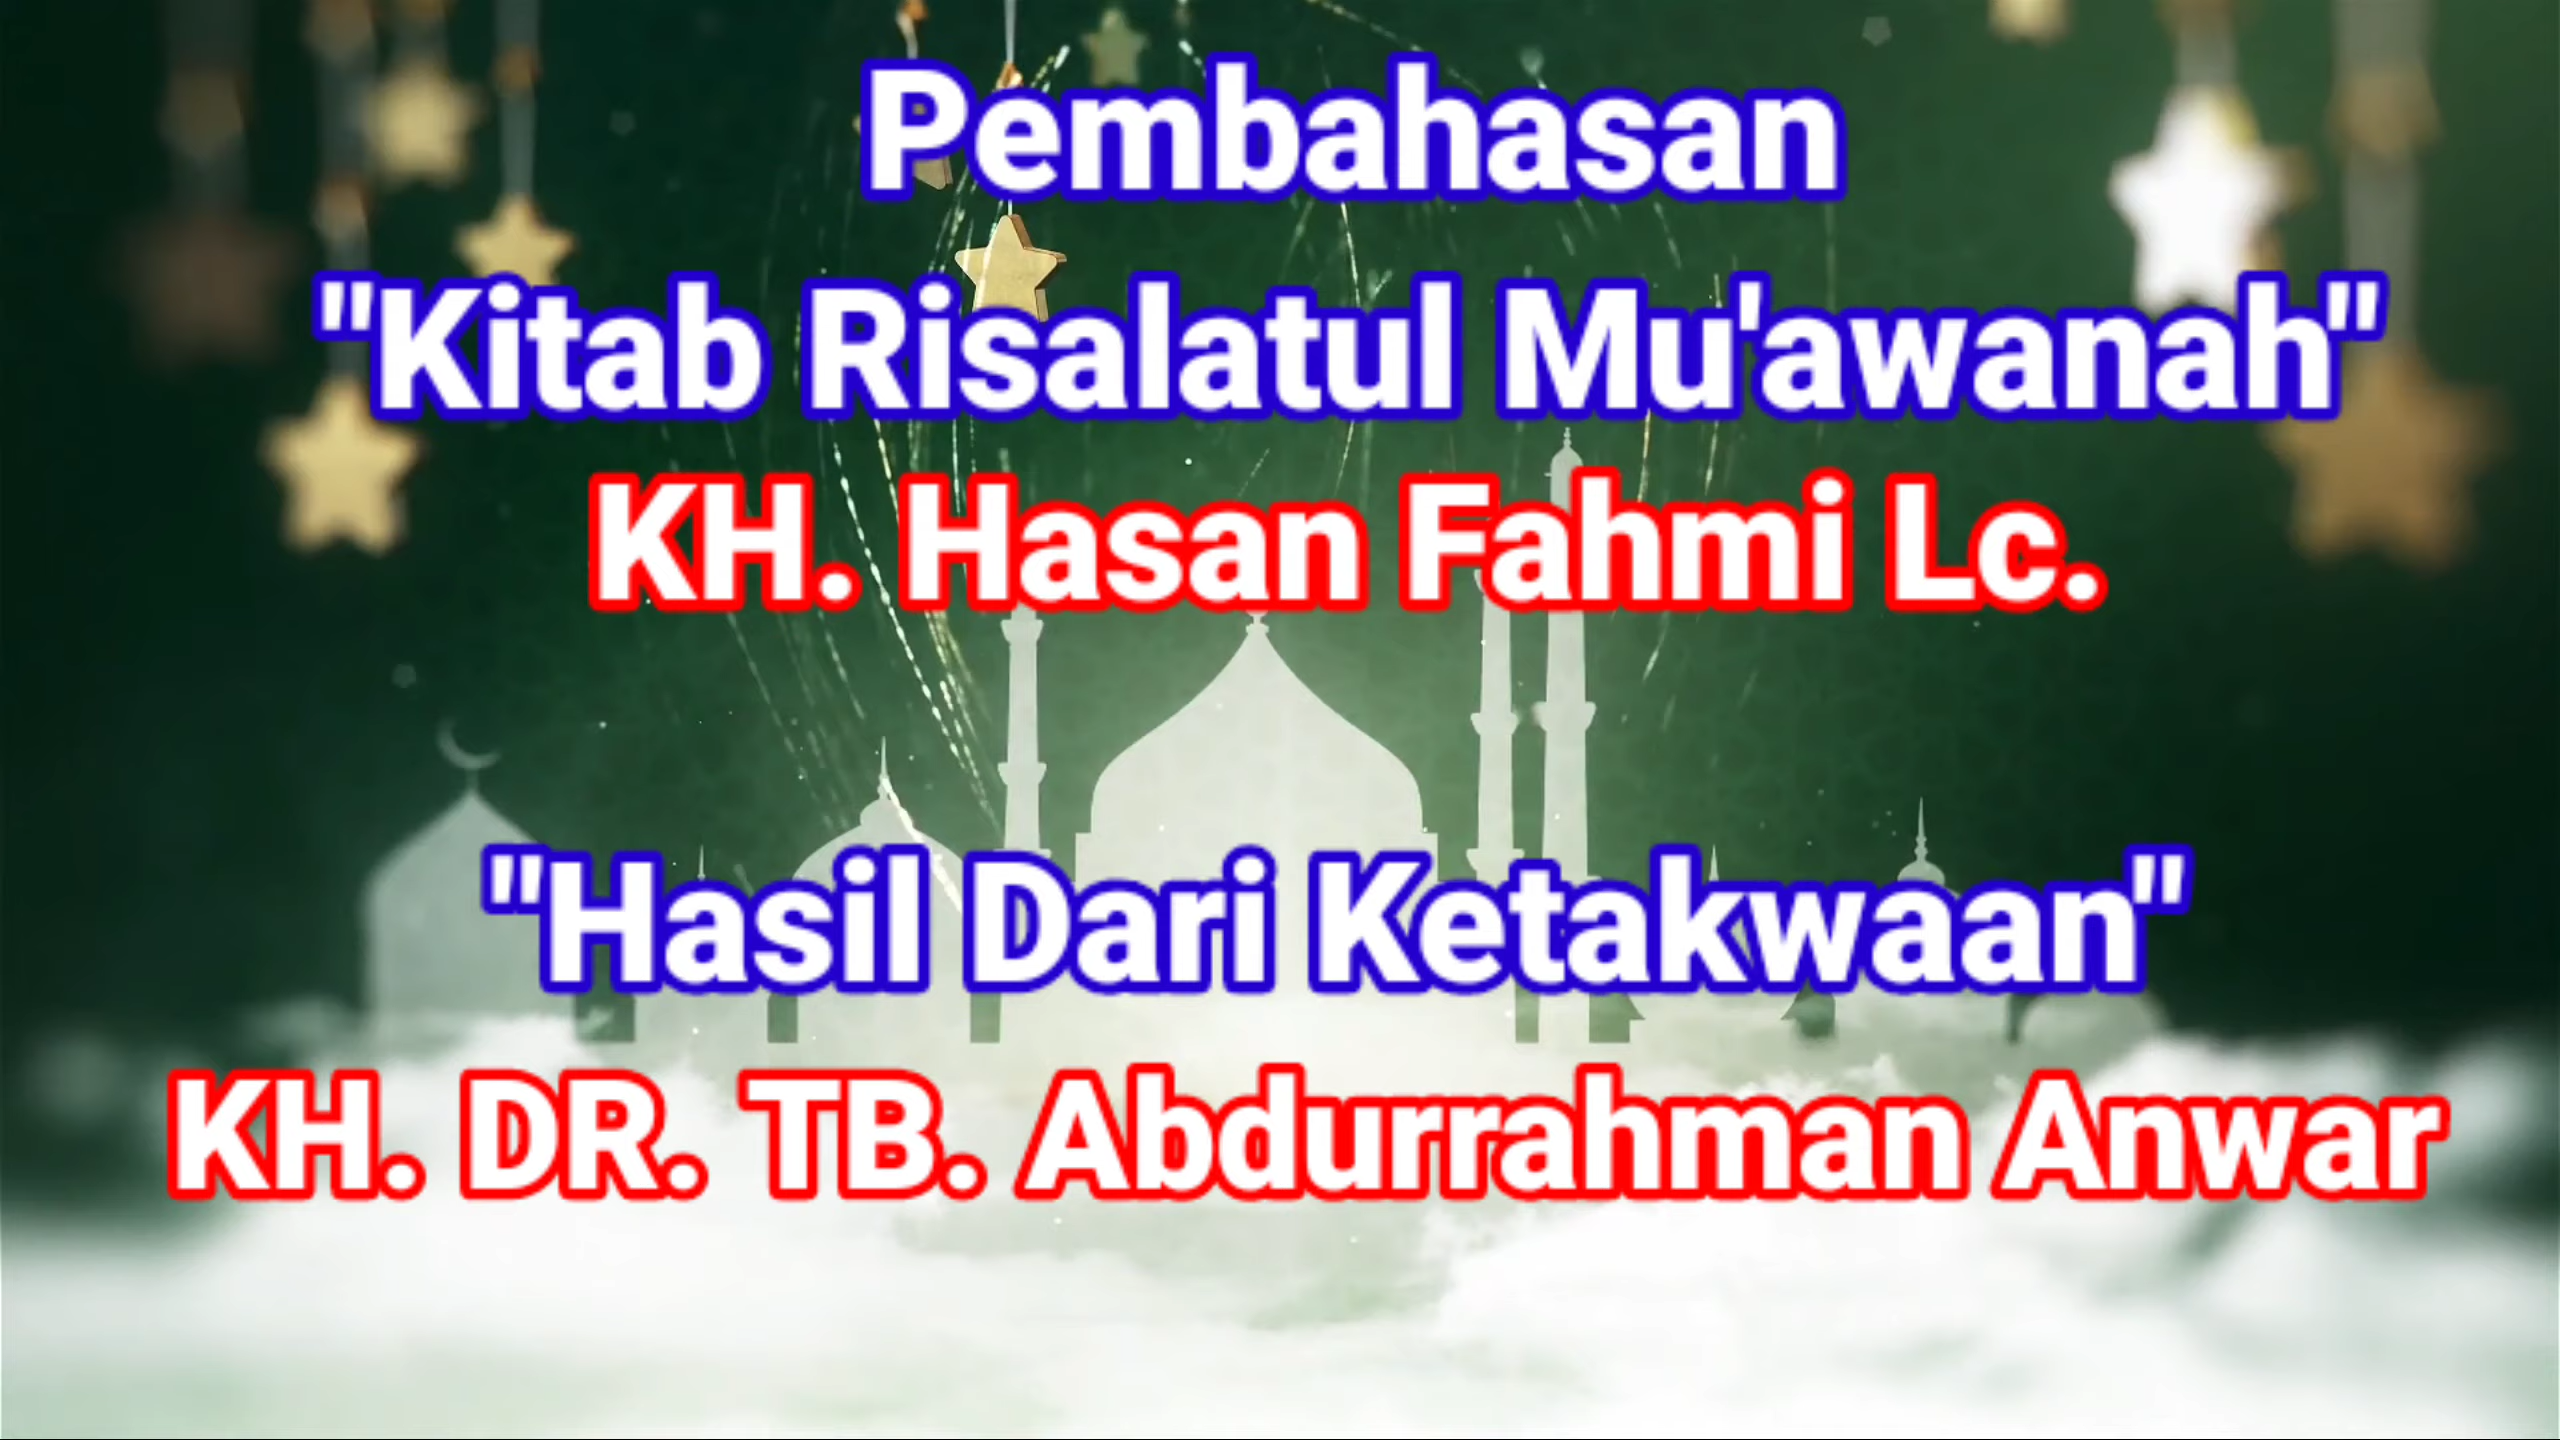 Pembahasan
"Kitab Risalatul Mu'awanah"
KH. Hasan Fahmi Lc.
"Hasil Dari Ketakwaan"
KH. DR. TB. Abdurrahman Anwar